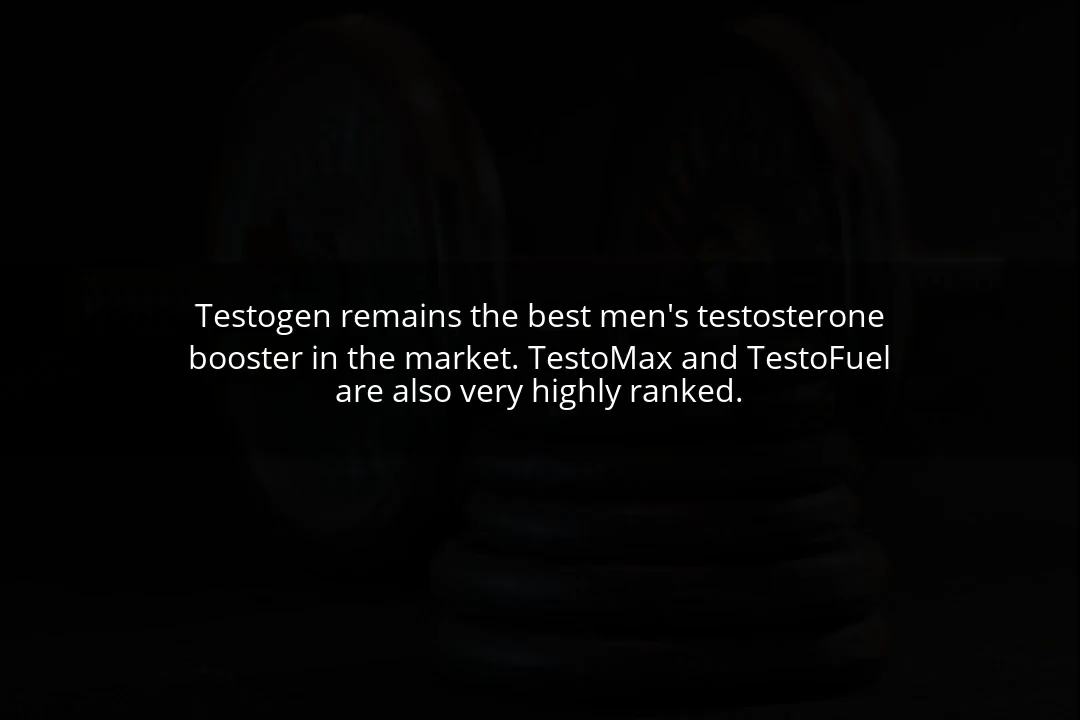 Testogen remains the best men's testosterone
booster in the market. TestoMax and TestoFuel
are also very highly ranked.